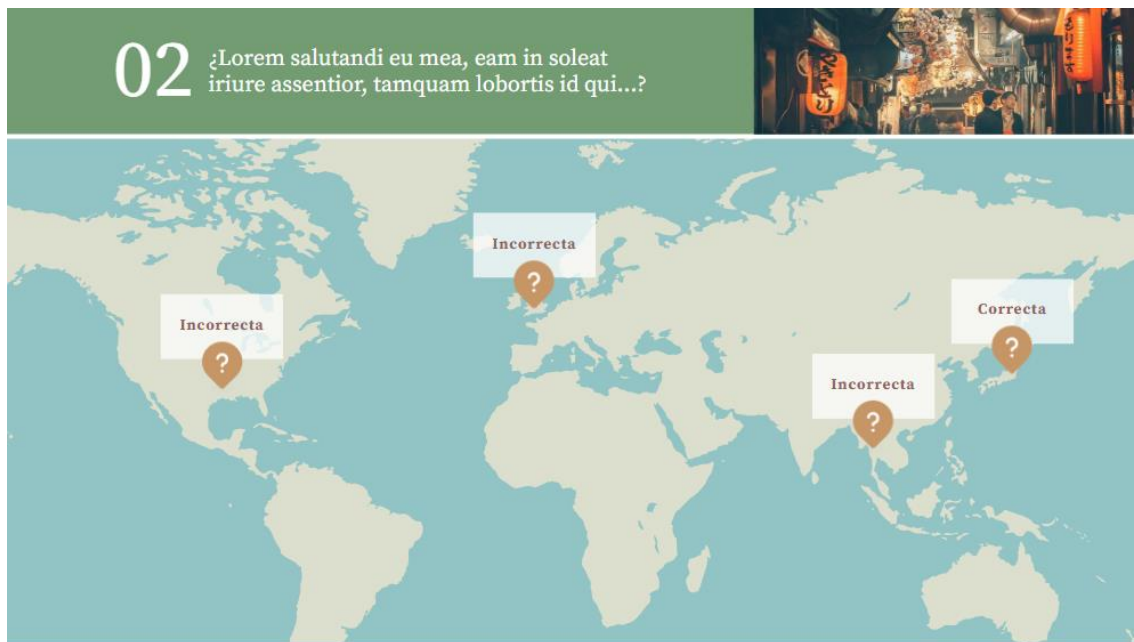 02
¿Lorem salutandi eu mea, eam in soleat
iriure assentior, tamquam lobortis id qui...?
Incorrecta
?
Incorrecta
?
Correcta
?
Incorrecta
?